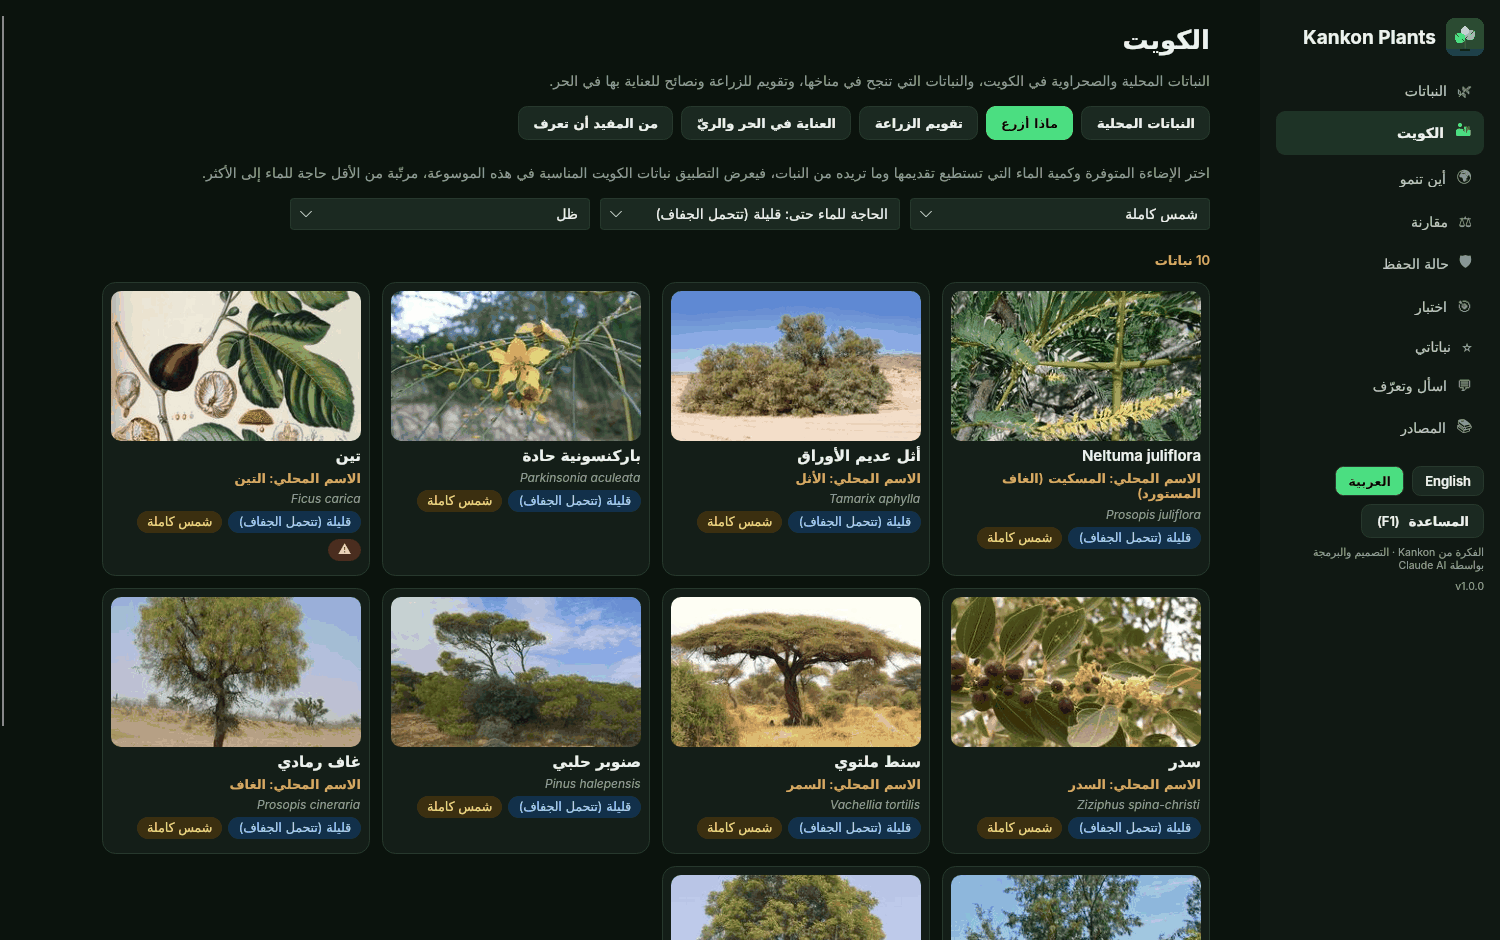 Kankon Plants
النباتات
الكويت
أين تنمو
مقارنة
حالة الحفظ
اختبار
نباتاتي
اسأل وتعرّف
المصادر
English
العربية
المساعدة (F1)
الفكرة من Kankon · التصميم والبرمجة
بواسطة Claude AI
v1.0.0
الكويت
النباتات المحلية والصحراوية في الكويت، والنباتات التي تنجح في مناخها، وتقويم للزراعة ونصائح للعناية بها في الحر.
النباتات المحلية
ماذا أزرع
تقويم الزراعة
العناية في الحر والريّ
من المفيد أن تعرف
اختر الإضاءة المتوفرة وكمية الماء التي تستطيع تقديمها وما تريده من النبات، فيعرض التطبيق نباتات الكويت المناسبة في هذه الموسوعة، مرتّبة من الأقل حاجة للماء إلى الأكثر.
شمس كاملة
الحاجة للماء حتى: قليلة (تتحمل الجفاف)
ظل
10 نباتات
Neltuma juliflora
الاسم المحلي: المسكيت (الغاف
المستورد)
Prosopis juliflora
قليلة (تتحمل الجفاف)
شمس كاملة
أثل عديم الأوراق
الاسم المحلي: الأثل
Tamarix aphylla
قليلة (تتحمل الجفاف)
شمس كاملة
باركنسونية حادة
Parkinsonia aculeata
قليلة (تتحمل الجفاف)
شمس كاملة
تين
الاسم المحلي: التين
Ficus carica
قليلة (تتحمل الجفاف)
شمس كاملة
سدر
الاسم المحلي: السدر
Ziziphus spina-christi
قليلة (تتحمل الجفاف)
شمس كاملة
سنط ملتوي
الاسم المحلي: السمر
Vachellia tortilis
قليلة (تتحمل الجفاف)
شمس كاملة
صنوبر حلبي
Pinus halepensis
قليلة (تتحمل الجفاف)
شمس كاملة
غاف رمادي
الاسم المحلي: الغاف
Prosopis cineraria
قليلة (تتحمل الجفاف)
شمس كاملة